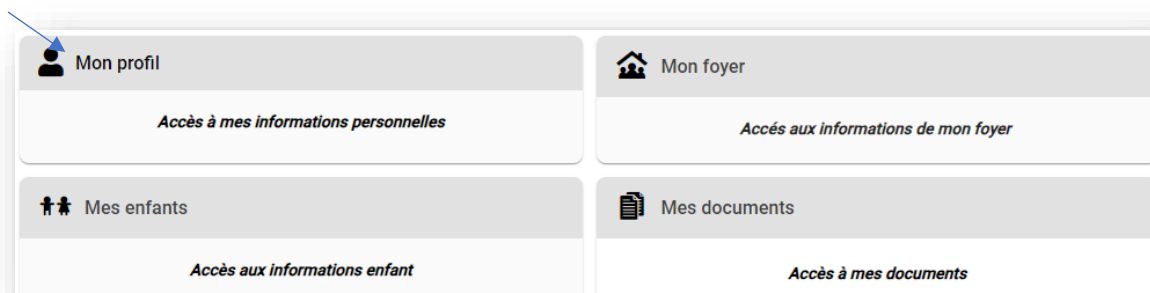 Mon profil
Accès à mes informations personnelles
Mon foyer
Accés aux informations de mon foyer
Mes enfants
Accès aux informations enfant
Mes documents
Accès à mes documents